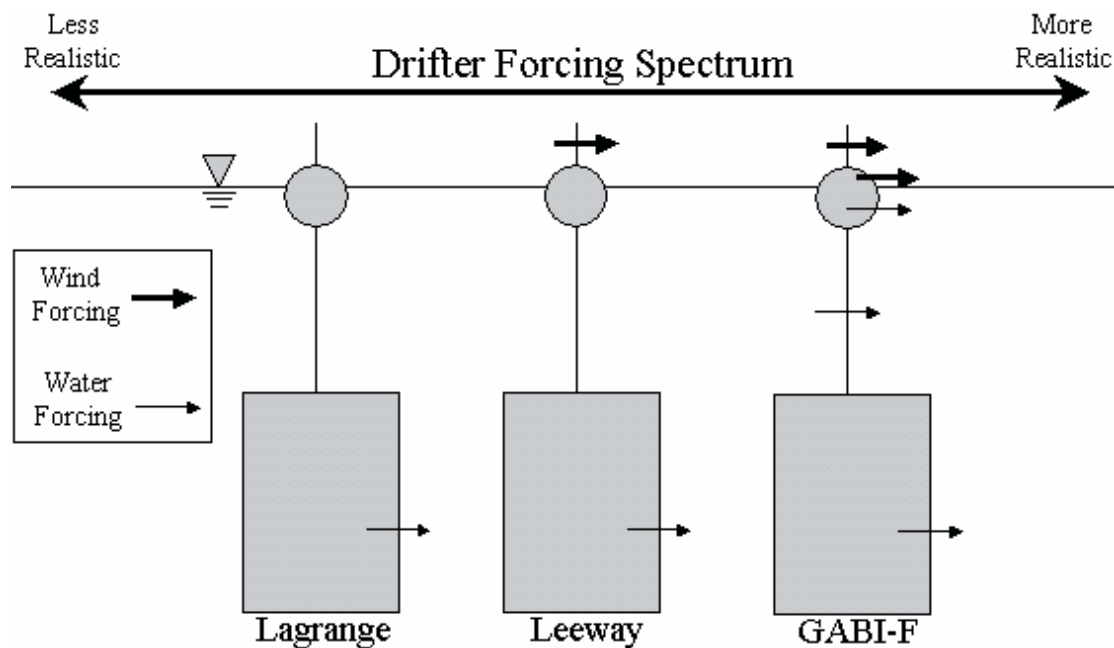 Less
Realistic
More
Realistic
Drifter Forcing Spectrum
Wind
Forcing
Water
Forcing
Lagrange
Leeway
GABI-F